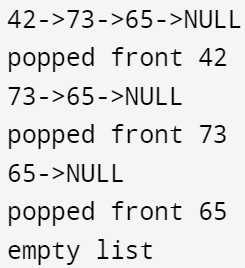 42->73->65->NULL
popped front 42
73->65->NULL
popped front 73
65->NULL
popped front 65
empty list